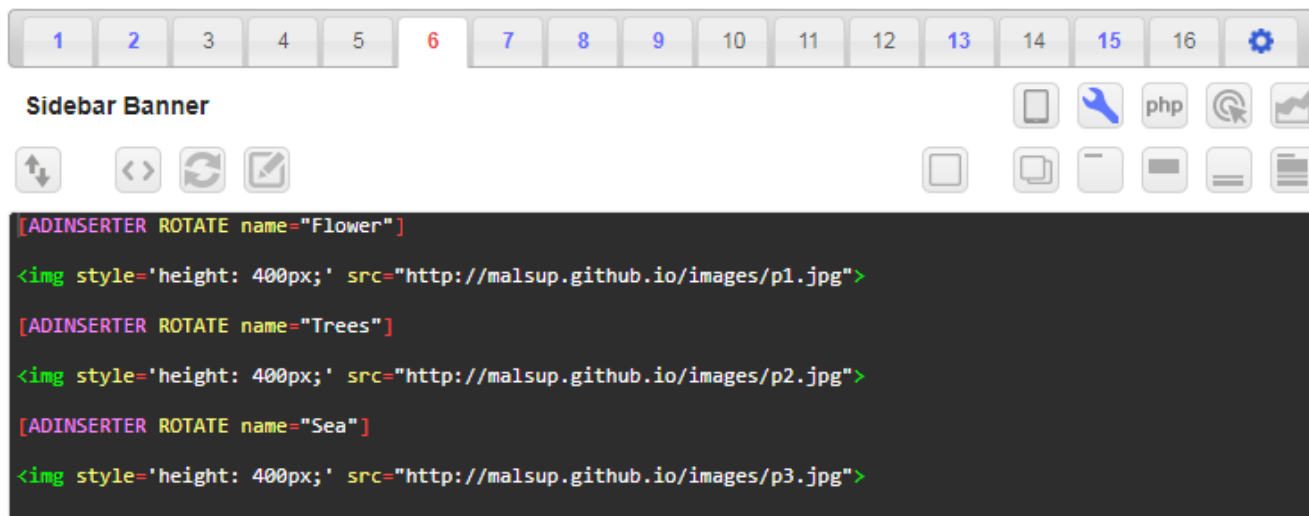 1 2 3 4 5 6 7 8 9 10 11 12 13 14 15 16
Sidebar Banner
php
[ADINSERTER ROTATE name="Flower"]
<img style='height: 400px;' src="http://malsup.github.io/images/p1.jpg">
[ADINSERTER ROTATE name="Trees"]
<img style='height: 400px;' src="http://malsup.github.io/images/p2.jpg">
[ADINSERTER ROTATE name="Sea"]
<img style='height: 400px;' src="http://malsup.github.io/images/p3.jpg">